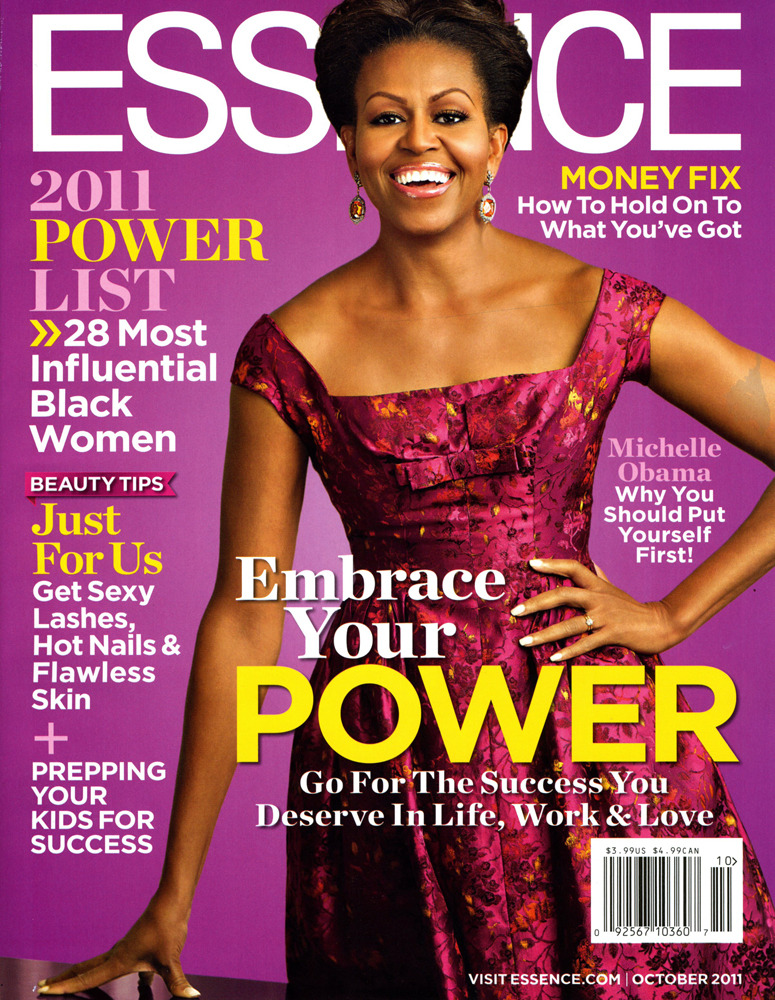 ESSENCE
2011
POWER
LIST
»28 Most
Influential
Black
Women
BEAUTY TIPS
Just
For Us
Get Sexy
Lashes,
Hot Nails &
Flawless
Skin
+
PREPPING
YOUR
KIDS FOR
SUCCESS
MONEY FIX
How To Hold On To
What You've Got
Michelle
Obama
Why You
Should Put
Yourself
First!
Embrace
Your
POWER
Go For The Success You
Deserve In Life, Work & Love
$3.99US $4.99CAN
10>
0 92567 10360 7
VISIT ESSENCE.COM | OCTOBER 2011